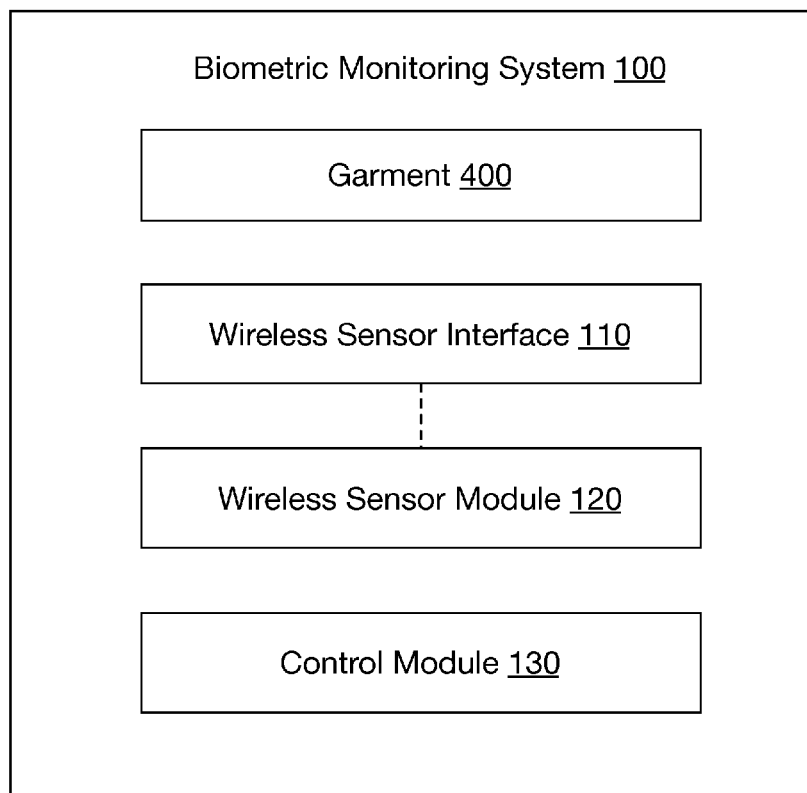 Biometric Monitoring System 100
Garment 400
Wireless Sensor Interface 110
Wireless Sensor Module 120
Control Module 130